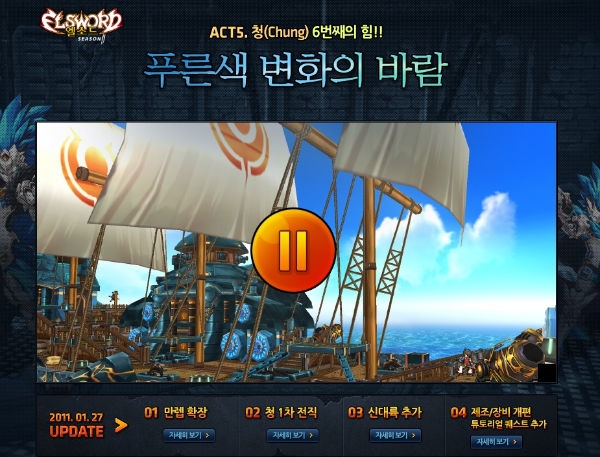 ELSWORD
엘소드
SEASON II
ACT5. 청(Chung) 6번째의 힘!!
푸른색 변화의 바람
2011. 01. 27
UPDATE
01 만렙 확장
자세히 보기
02 청 1차 전직
자세히 보기
03 신대륙 추가
자세히 보기
04 제조/장비 개편
튜토리얼 퀘스트 추가
자세히 보기